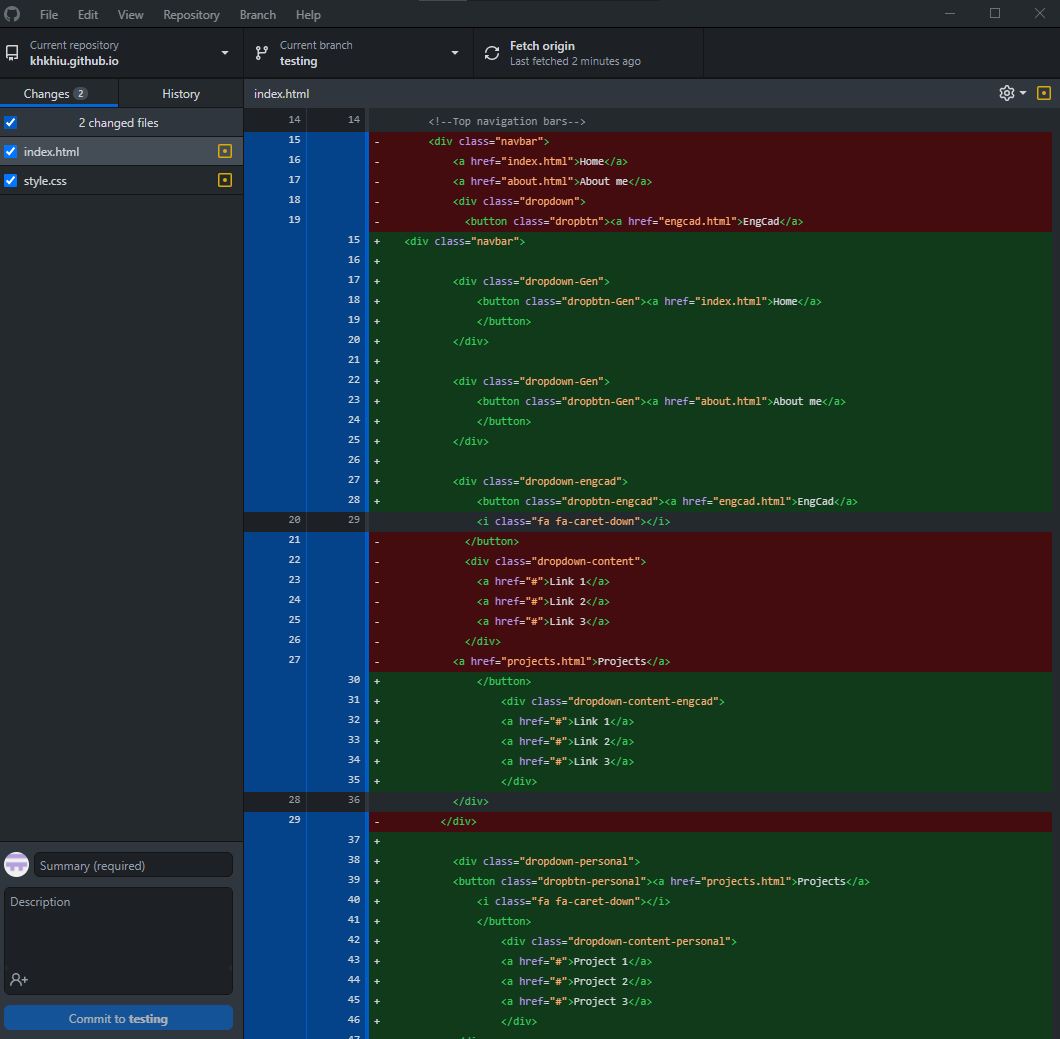 File Edit View Repository Branch Help
Current repository
khkhiu.github.io
Current branch
testing
Fetch origin
Last fetched 2 minutes ago
Changes 2 History
2 changed files
index.html
style.css
index.html
14 14 <!--Top navigation bars-->
15 - <div class="navbar">
16 - <a href="index.html">Home</a>
17 - <a href="about.html">About me</a>
18 - <div class="dropdown">
19 - <button class="dropbtn"><a href="engcad.html">EngCad</a>
15 + <div class="navbar">
16 +
17 + <div class="dropdown-Gen">
18 + <button class="dropbtn-Gen"><a href="index.html">Home</a>
19 + </button>
20 + </div>
21 +
22 + <div class="dropdown-Gen">
23 + <button class="dropbtn-Gen"><a href="about.html">About me</a>
24 + </button>
25 + </div>
26 +
27 + <div class="dropdown-engcad">
28 + <button class="dropbtn-engcad"><a href="engcad.html">EngCad</a>
20 29 <i class="fa fa-caret-down"></i>
21 - </button>
22 - <div class="dropdown-content">
23 - <a href="#">Link 1</a>
24 - <a href="#">Link 2</a>
25 - <a href="#">Link 3</a>
26 - </div>
27 - <a href="projects.html">Projects</a>
30 + </button>
31 + <div class="dropdown-content-engcad">
32 + <a href="#">Link 1</a>
33 + <a href="#">Link 2</a>
34 + <a href="#">Link 3</a>
35 + </div>
28 36 </div>
29 - </div>
37 +
38 + <div class="dropdown-personal">
39 + <button class="dropbtn-personal"><a href="projects.html">Projects</a>
40 + <i class="fa fa-caret-down"></i>
41 + </button>
42 + <div class="dropdown-content-personal">
43 + <a href="#">Project 1</a>
44 + <a href="#">Project 2</a>
45 + <a href="#">Project 3</a>
46 + </div>
Summary (required)
Description
Commit to testing